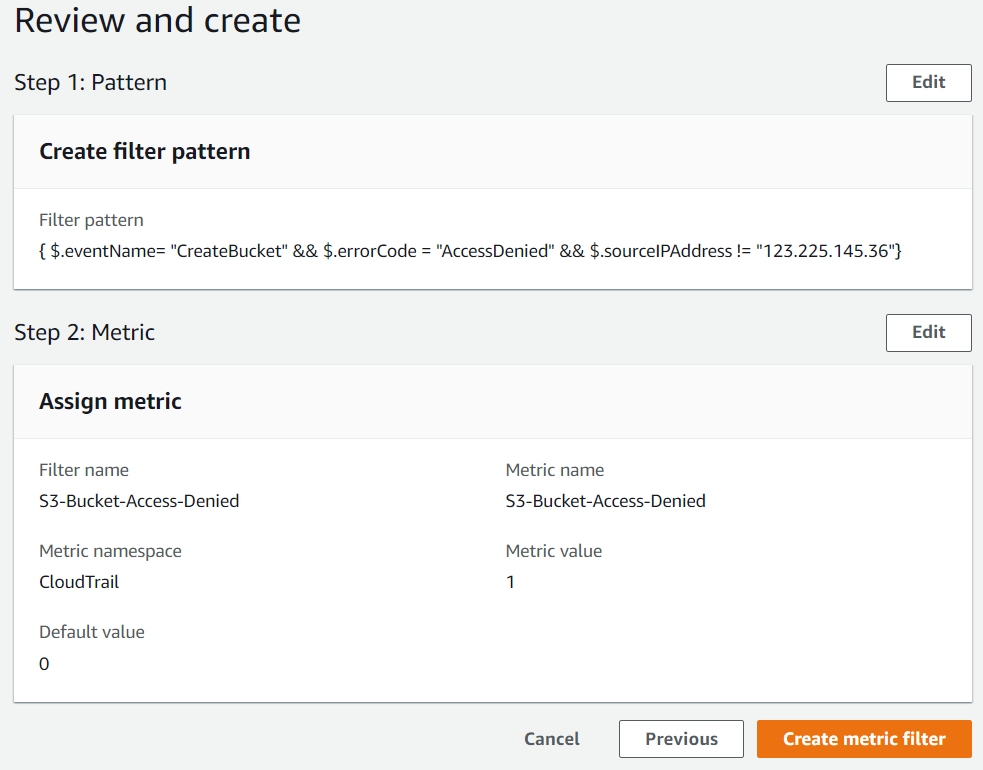 Review and create
Step 1: Pattern
Edit
Create filter pattern
Filter pattern
{ $.eventName= "CreateBucket" && $.errorCode = "AccessDenied" && $.sourceIPAddress != "123.225.145.36"}
Step 2: Metric
Edit
Assign metric
Filter name
S3-Bucket-Access-Denied
Metric name
S3-Bucket-Access-Denied
Metric namespace
CloudTrail
Metric value
1
Default value
0
Cancel
Previous
Create metric filter